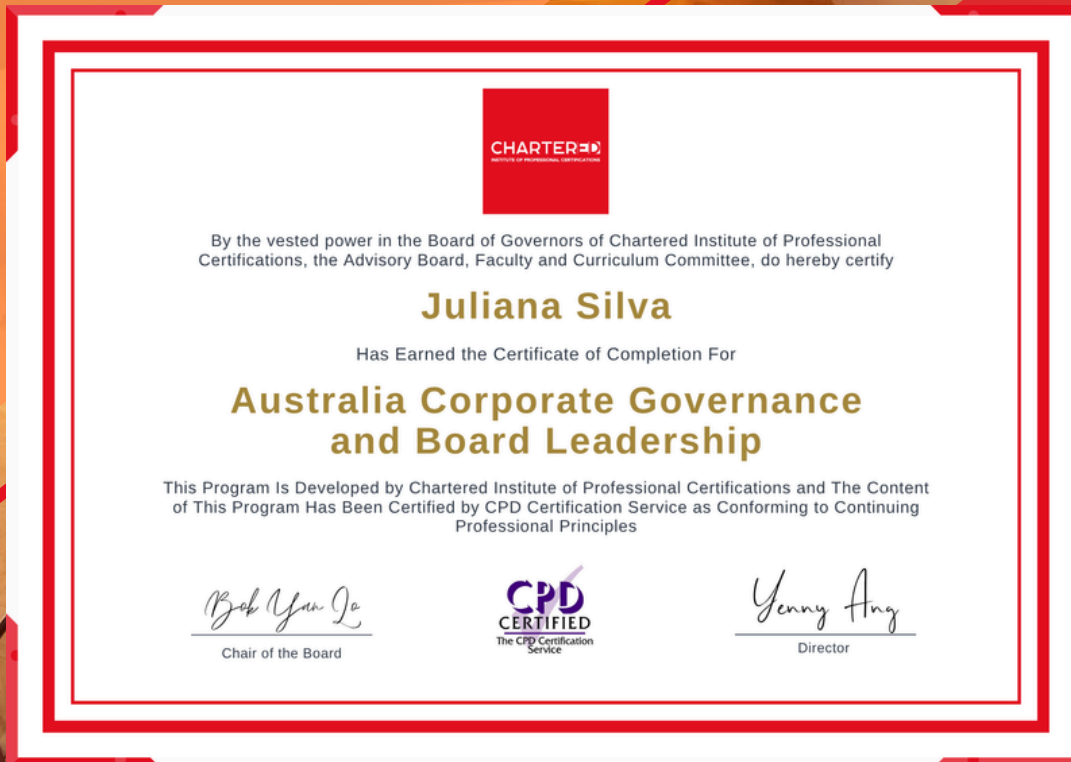 CHARTERED
INSTITUTE OF PROFESSIONAL CERTIFICATIONS
By the vested power in the Board of Governors of Chartered Institute of Professional
Certifications, the Advisory Board, Faculty and Curriculum Committee, do hereby certify
Juliana Silva
Has Earned the Certificate of Completion For
Australia Corporate Governance
and Board Leadership
This Program Is Developed by Chartered Institute of Professional Certifications and The Content
of This Program Has Been Certified by CPD Certification Service as Conforming to Continuing
Professional Principles
Bok Yan Lo
Chair of the Board
CPD
CERTIFIED
The CPD Certification
Service
Yenny Ang
Director